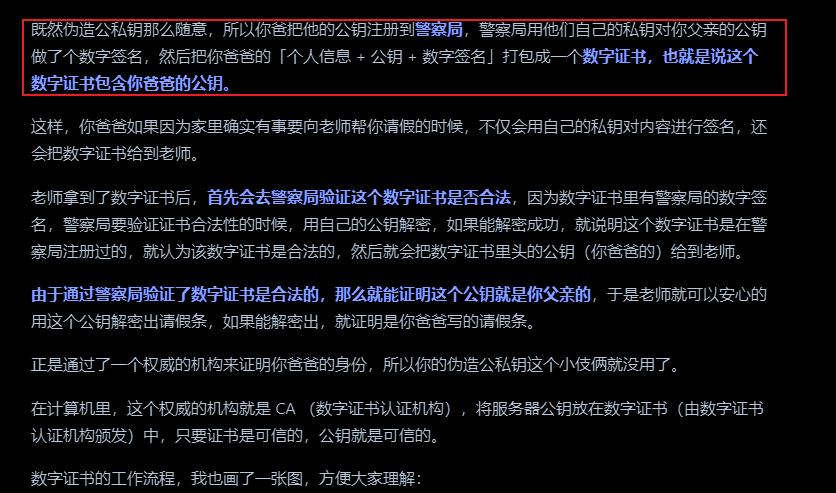 既然伪造公私钥那么随意，所以你爸把他的公钥注册到警察局，警察局用他们自己的私钥对你父亲的公钥
做了个数字签名，然后把你爸爸的「个人信息 + 公钥 + 数字签名」打包成一个数字证书，也就是说这个
数字证书包含你爸爸的公钥。
这样，你爸爸如果因为家里确实有事要向老师帮你请假的时候，不仅会用自己的私钥对内容进行签名，还
会把数字证书给到老师。
老师拿到了数字证书后，首先会去警察局验证这个数字证书是否合法，因为数字证书里有警察局的数字签
名，警察局要验证证书合法性的时候，用自己的公钥解密，如果能解密成功，就说明这个数字证书是在警
察局注册过的，就认为该数字证书是合法的，然后就会把数字证书里头的公钥（你爸爸的）给到老师。
由于通过警察局验证了数字证书是合法的，那么就能证明这个公钥就是你父亲的，于是老师就可以安心的
用这个公钥解密出请假条，如果能解密出，就证明是你爸爸写的请假条。
正是通过了一个权威的机构来证明你爸爸的身份，所以你的伪造公私钥这个小伎俩就没用了。
在计算机里，这个权威的机构就是 CA （数字证书认证机构），将服务器公钥放在数字证书（由数字证书
认证机构颁发）中，只要证书是可信的，公钥就是可信的。
数字证书的工作流程，我也画了一张图，方便大家理解：